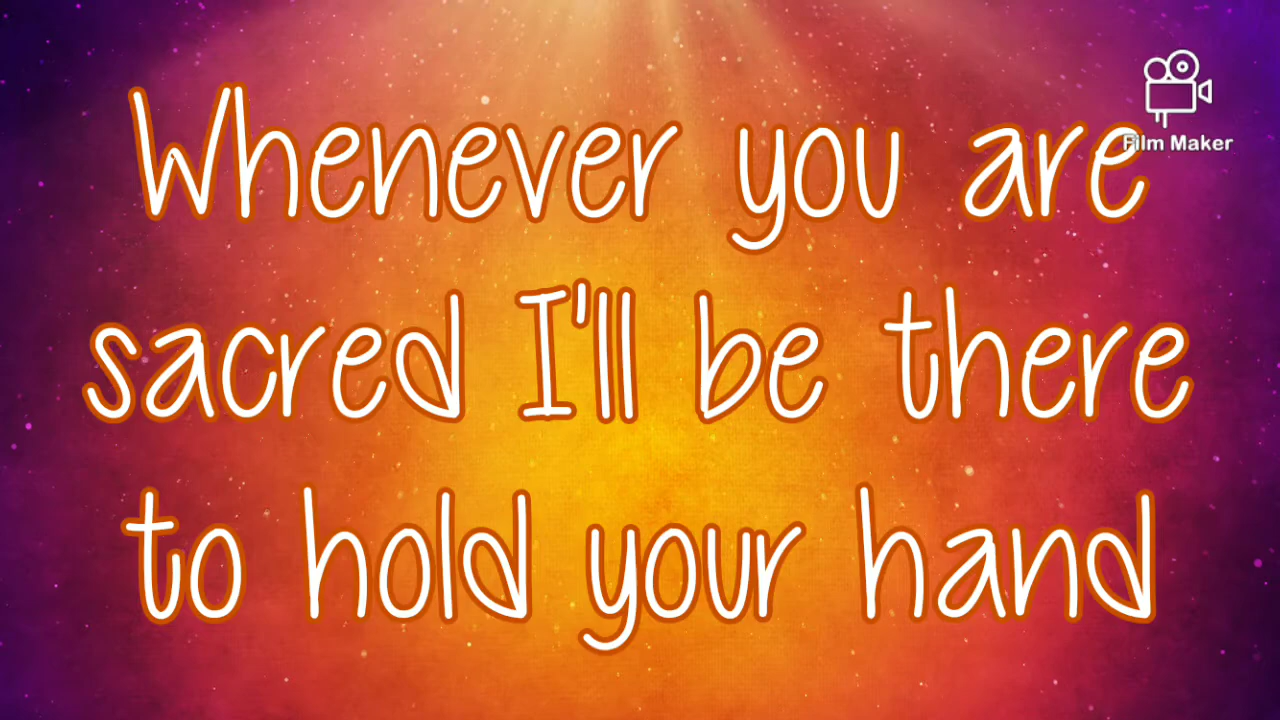 Whenever you are
Film Maker
sacred I'll be there
to hold your hand